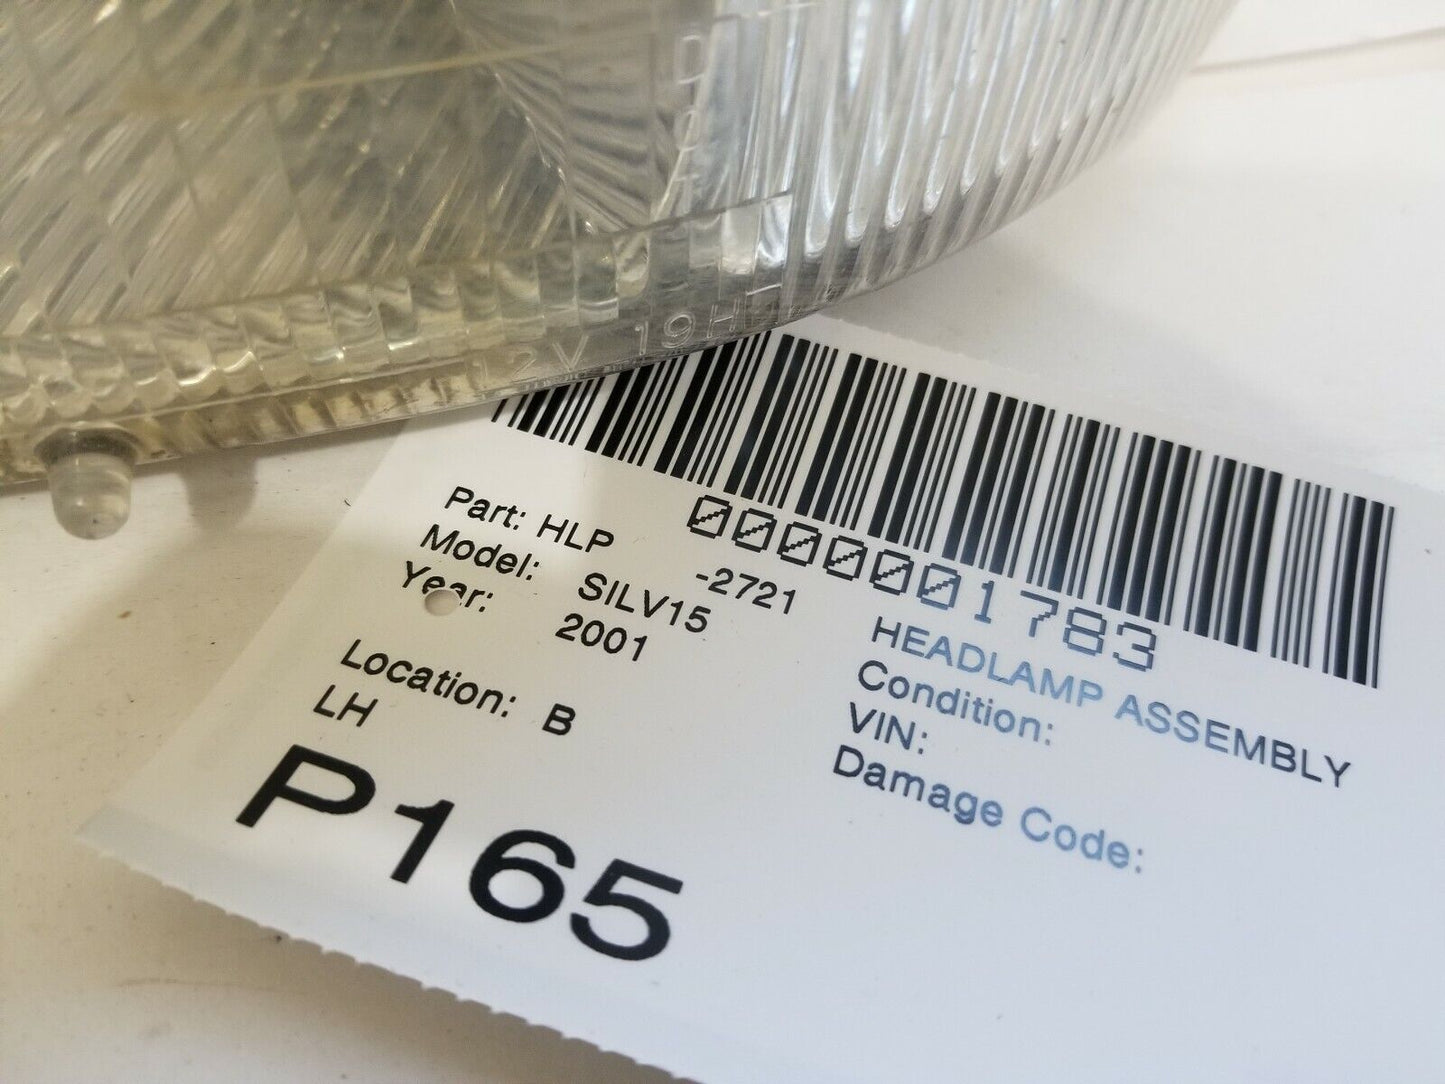 12V 19H
0000001783
Part: HLP -2721
HEADLAMP ASSEMBLY
Model: SILV15
Condition:
Year: 2001
VIN:
Location: B
Damage Code:
LH
P165